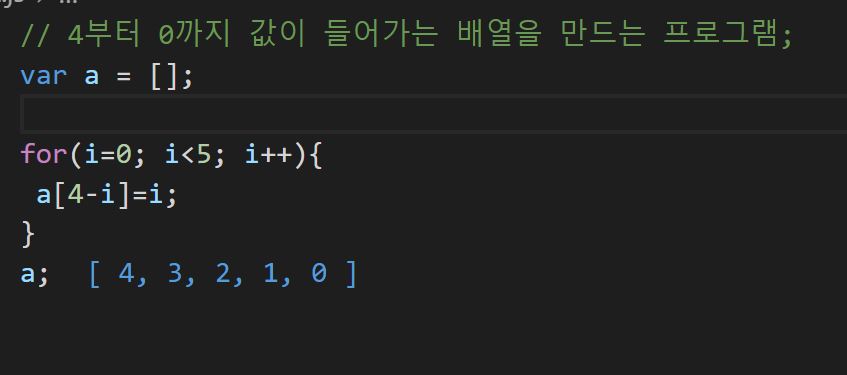 // 4부터 0까지 값이 들어가는 배열을 만드는 프로그램;
var a = [];
for(i=0; i<5; i++){
a[4-i]=i;
}
a; [ 4, 3, 2, 1, 0 ]